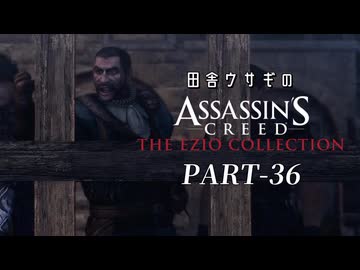 田舎ウサギの
ASSASSIN'S
CREED
THE EZIO COLLECTION
PART-36